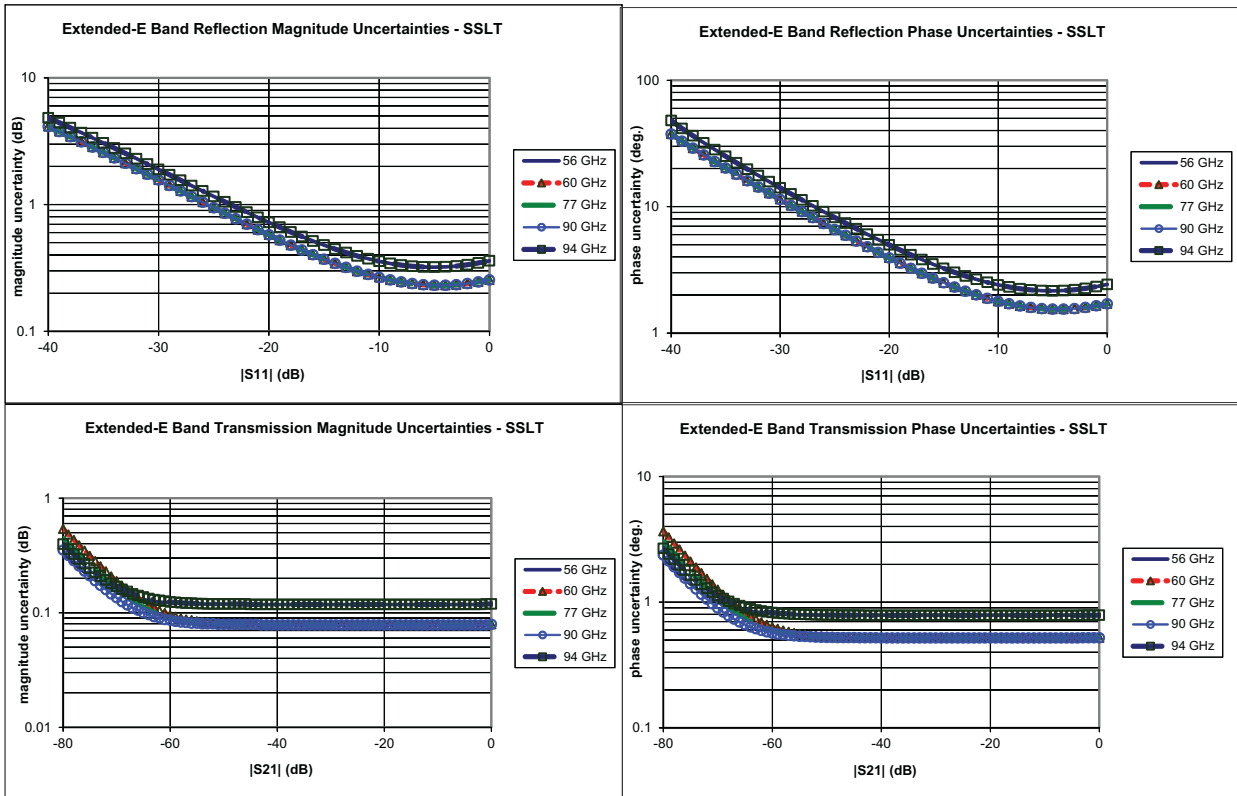 Extended-E Band Reflection Magnitude Uncertainties - SSLT
magnitude uncertainty (dB)
10
1
0.1
-40
-30
-20
-10
0
|S11| (dB)
56 GHz
60 GHz
77 GHz
90 GHz
94 GHz
Extended-E Band Reflection Phase Uncertainties - SSLT
phase uncertainty (deg.)
100
10
1
-40
-30
-20
-10
0
|S11| (dB)
56 GHz
60 GHz
77 GHz
90 GHz
94 GHz
Extended-E Band Transmission Magnitude Uncertainties - SSLT
magnitude uncertainty (dB)
1
0.1
0.01
-80
-60
-40
-20
0
|S21| (dB)
56 GHz
60 GHz
77 GHz
90 GHz
94 GHz
Extended-E Band Transmission Phase Uncertainties - SSLT
phase uncertainty (deg.)
10
1
0.1
-80
-60
-40
-20
0
|S21| (dB)
56 GHz
60 GHz
77 GHz
90 GHz
94 GHz